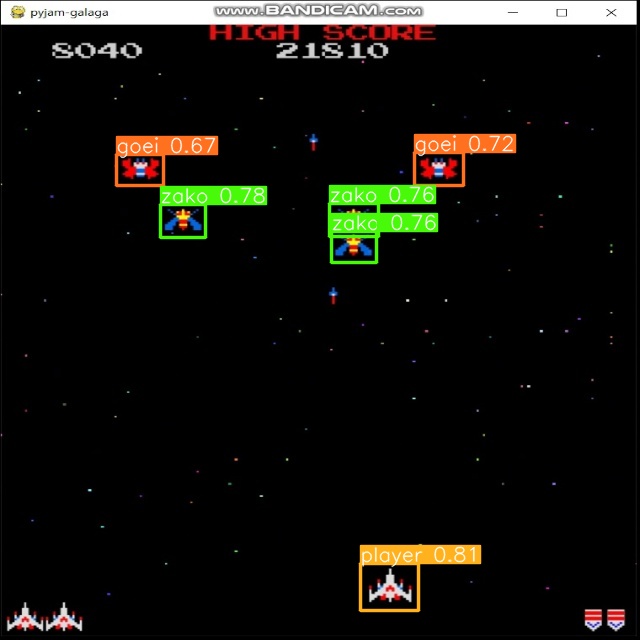 pyjam-galaga
www.BANDICAM.com
HIGH SCORE
8040
21810
goei 0.67
goei 0.72
zako 0.78
zako 0.76
zako 0.76
player 0.81